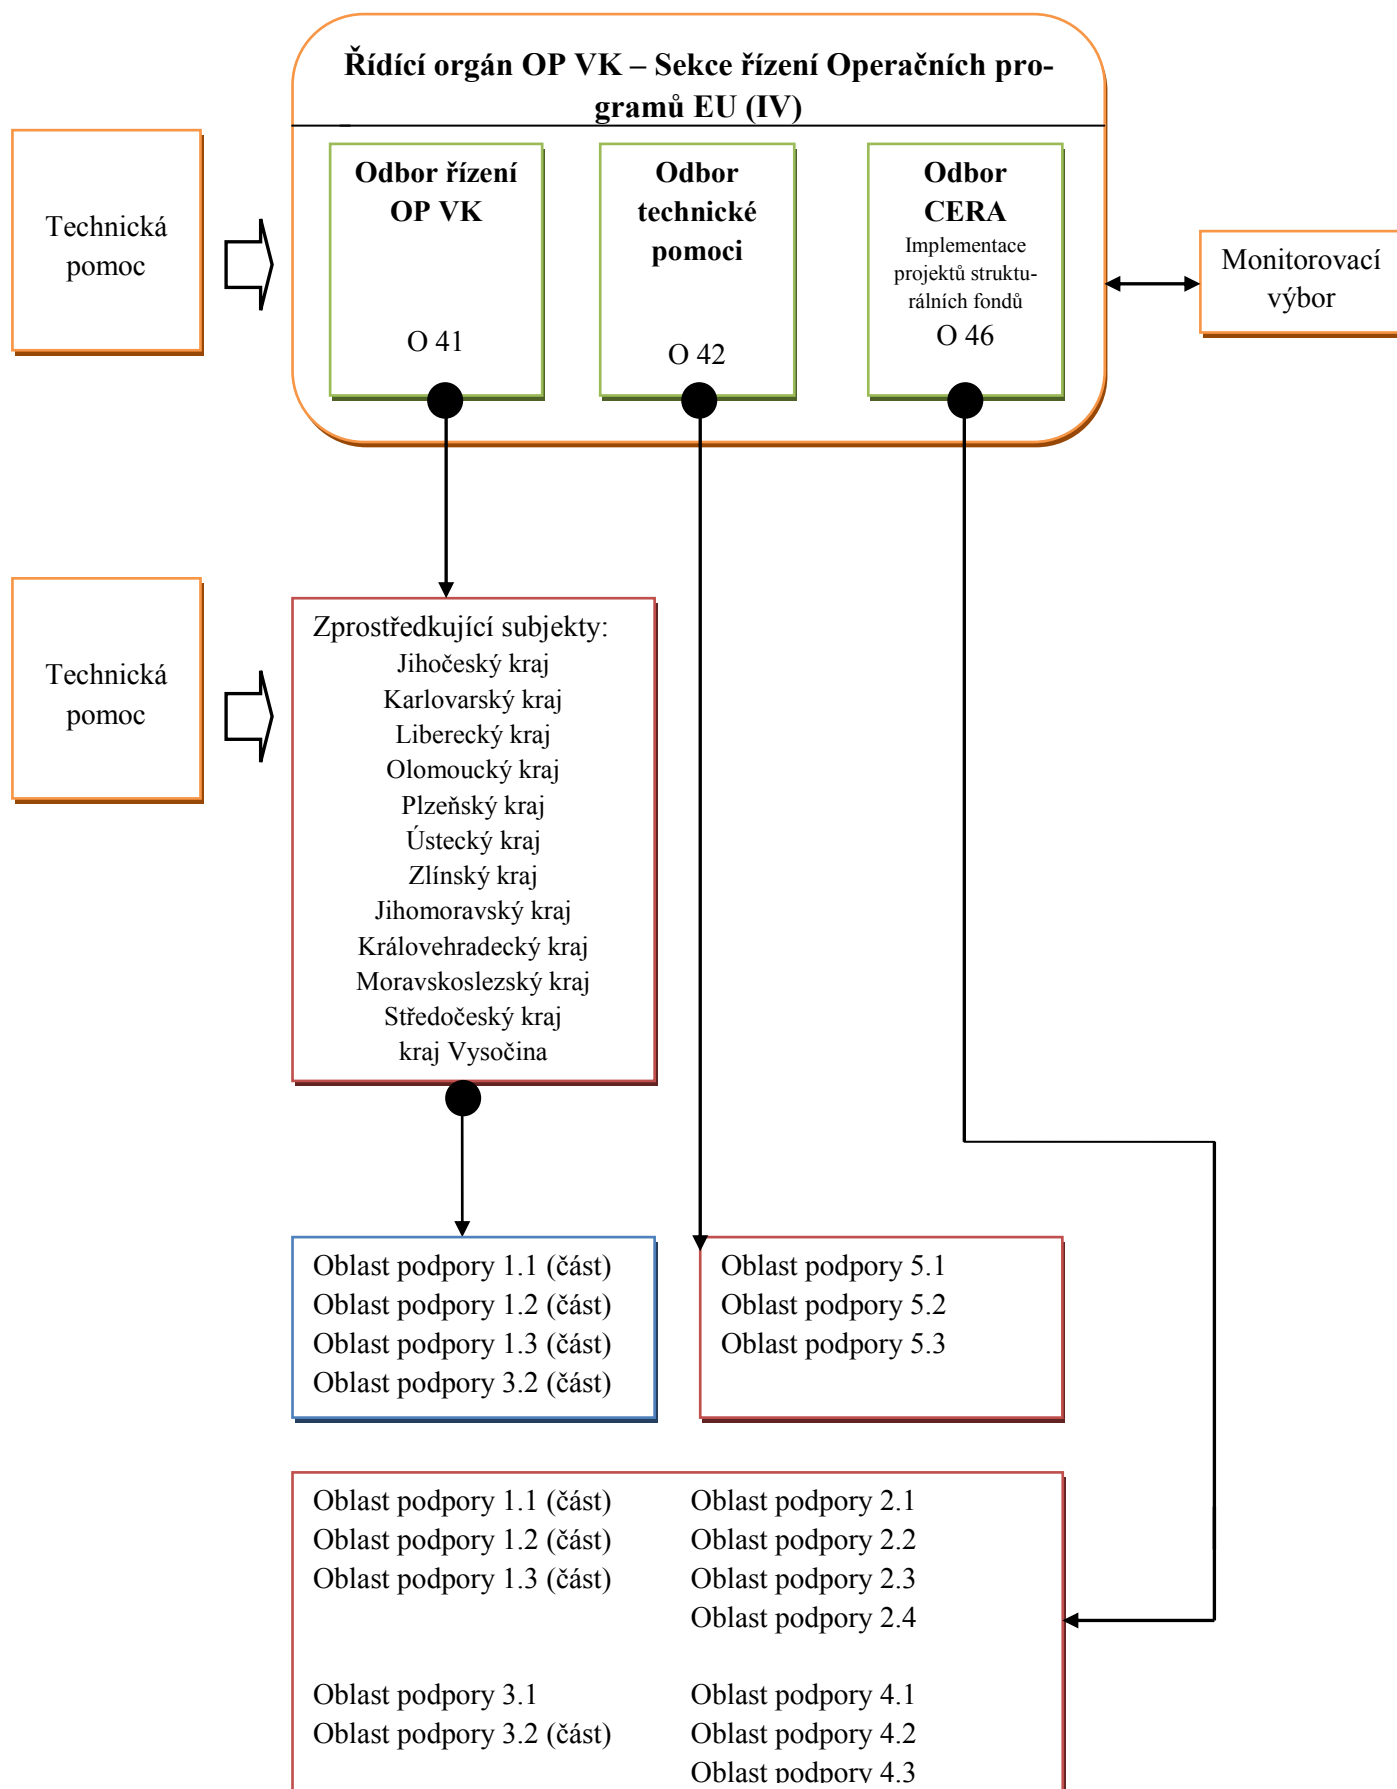 Řídící orgán OP VK – Sekce řízení Operačních pro-
gramů EU (IV)
Technická
pomoc
Odbor řízení
OP VK
O 41
Odbor
technické
pomoci
O 42
Odbor
CERA
Implementace
projektů struktu-
rálních fondů
O 46
Monitorovací
výbor
Technická
pomoc
Zprostředkující subjekty:
Jihočeský kraj
Karlovarský kraj
Liberecký kraj
Olomoucký kraj
Plzeňský kraj
Ústecký kraj
Zlínský kraj
Jihomoravský kraj
Královehradecký kraj
Moravskoslezský kraj
Středočeský kraj
kraj Vysočina
Oblast podpory 1.1 (část)
Oblast podpory 1.2 (část)
Oblast podpory 1.3 (část)
Oblast podpory 3.2 (část)
Oblast podpory 5.1
Oblast podpory 5.2
Oblast podpory 5.3
Oblast podpory 1.1 (část)
Oblast podpory 1.2 (část)
Oblast podpory 1.3 (část)
Oblast podpory 3.1
Oblast podpory 3.2 (část)
Oblast podpory 2.1
Oblast podpory 2.2
Oblast podpory 2.3
Oblast podpory 2.4
Oblast podpory 4.1
Oblast podpory 4.2
Oblast podpory 4.3